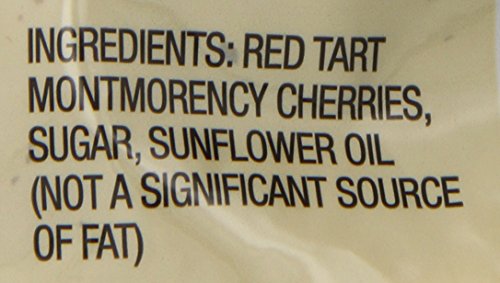 INGREDIENTS: RED TART
MONTMORENCY CHERRIES,
SUGAR, SUNFLOWER OIL
(NOT A SIGNIFICANT SOURCE
OF FAT)